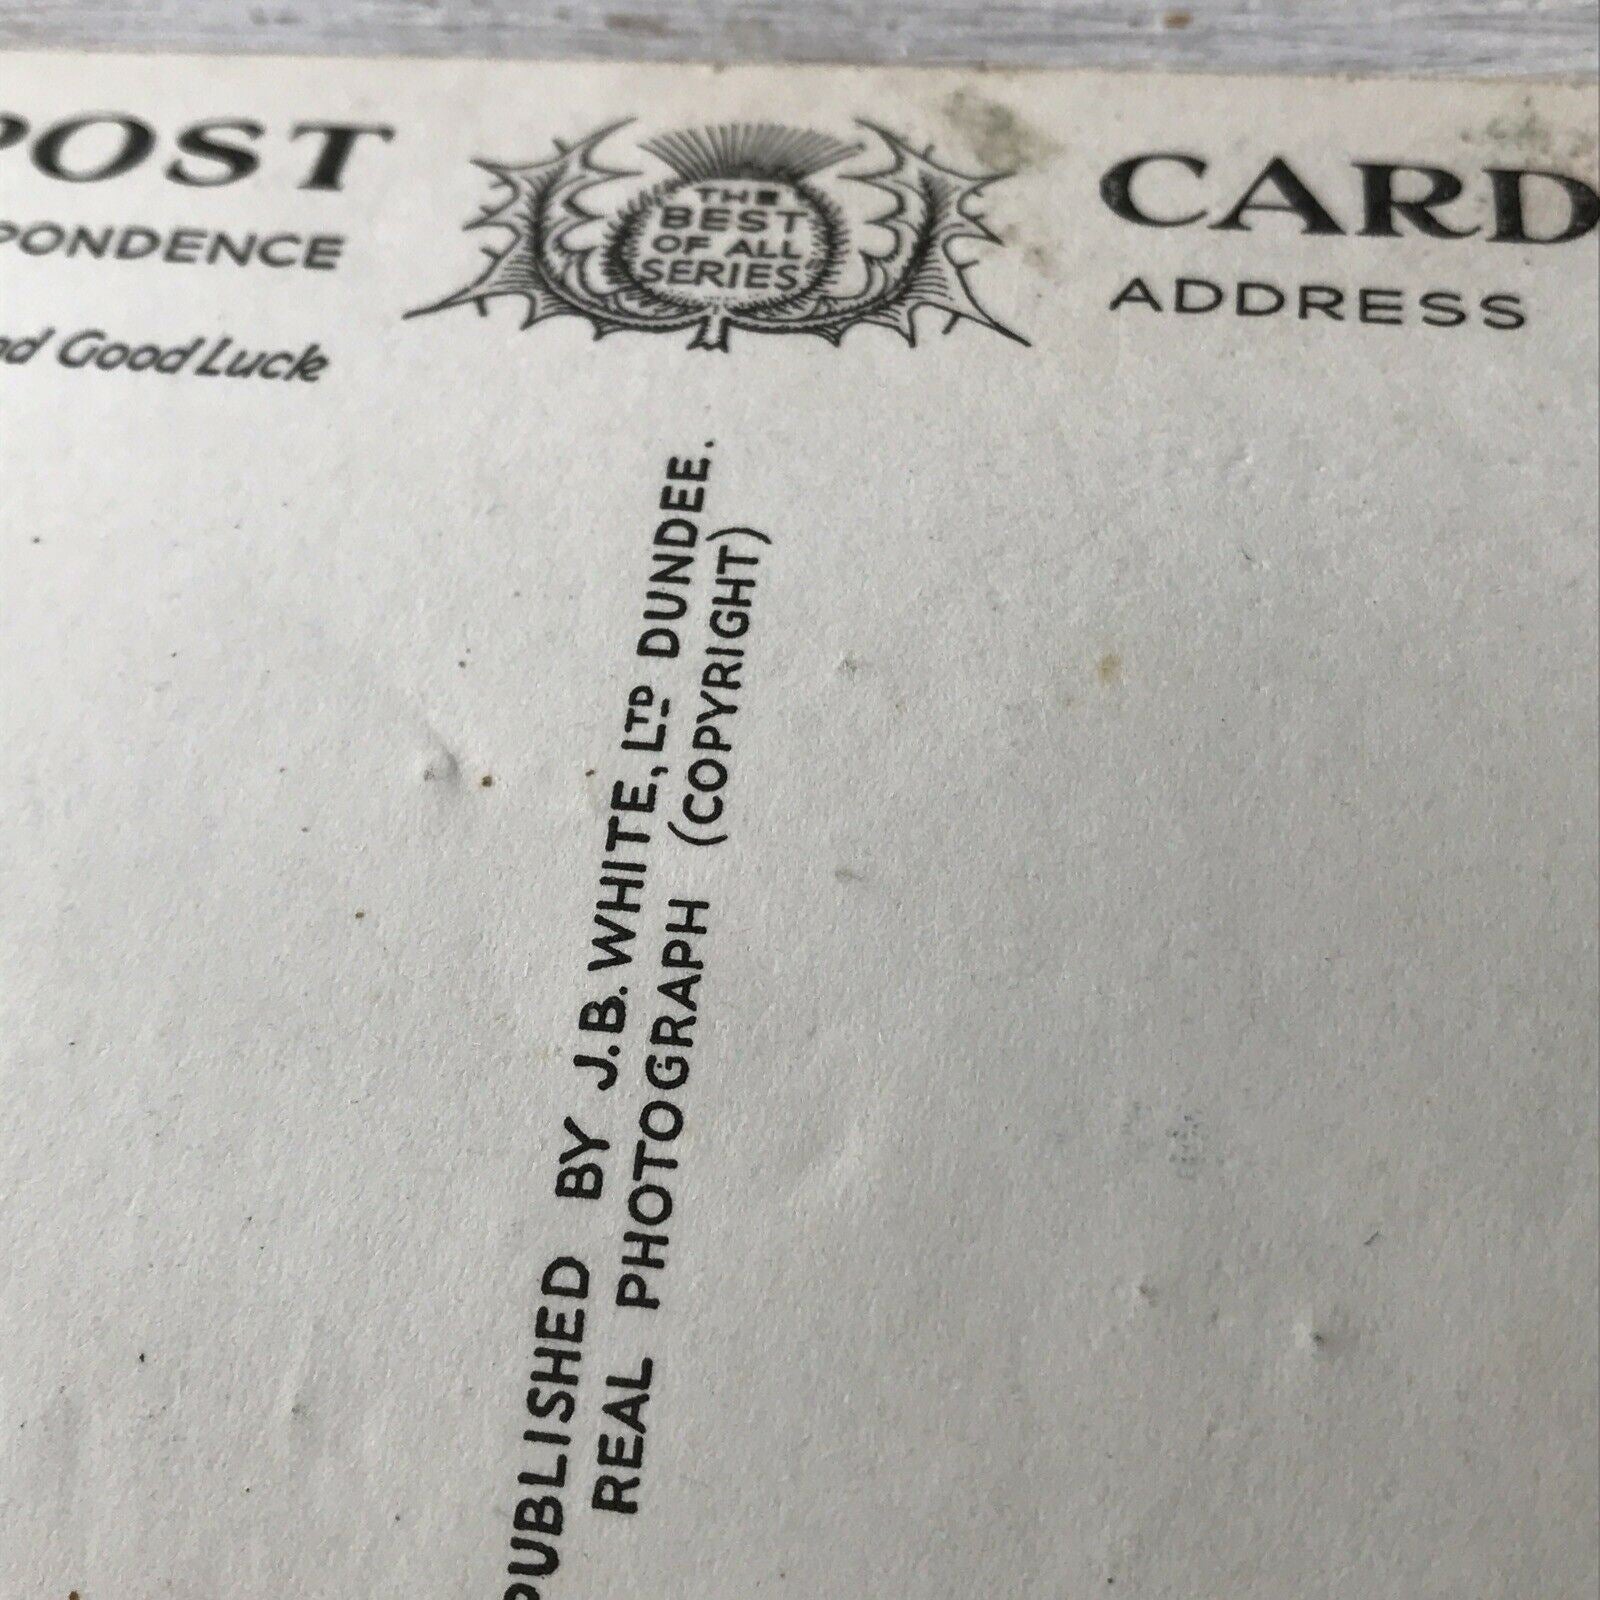 POST
THE
BEST
OF ALL
SERIES
CARD
PONDENCE
ADDRESS
nd Good Luck
PUBLISHED BY J.B. WHITE, LTD DUNDEE.
REAL PHOTOGRAPH (COPYRIGHT)